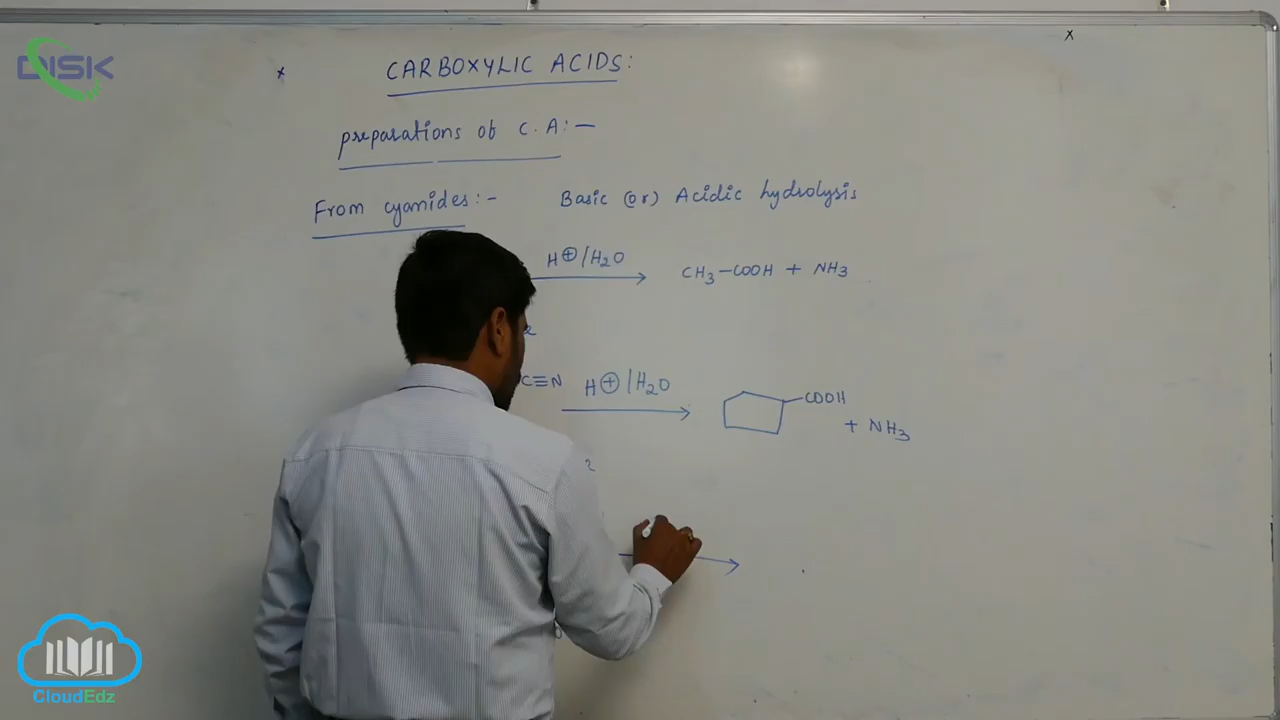 DISK
CARBOXYLIC ACIDS:
preparations of C.A:-
From cyanides:- Basic (or) Acidic hydrolysis
H⊕/H₂O CH₃-COOH + NH₃
C≡N H⊕/H₂O COOH
+ NH₃
CloudEdz